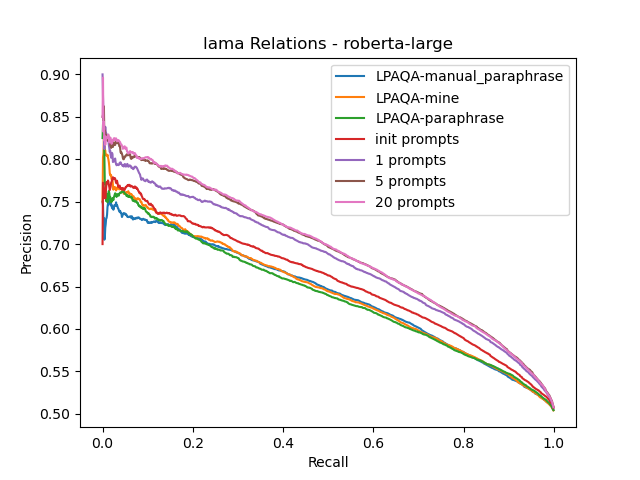 lama Relations - roberta-large
LPAQA-manual_paraphrase
LPAQA-mine
LPAQA-paraphrase
init prompts
1 prompts
5 prompts
20 prompts
Precision
0.90
0.85
0.80
0.75
0.70
0.65
0.60
0.55
0.50
0.0 0.2 0.4 0.6 0.8 1.0
Recall